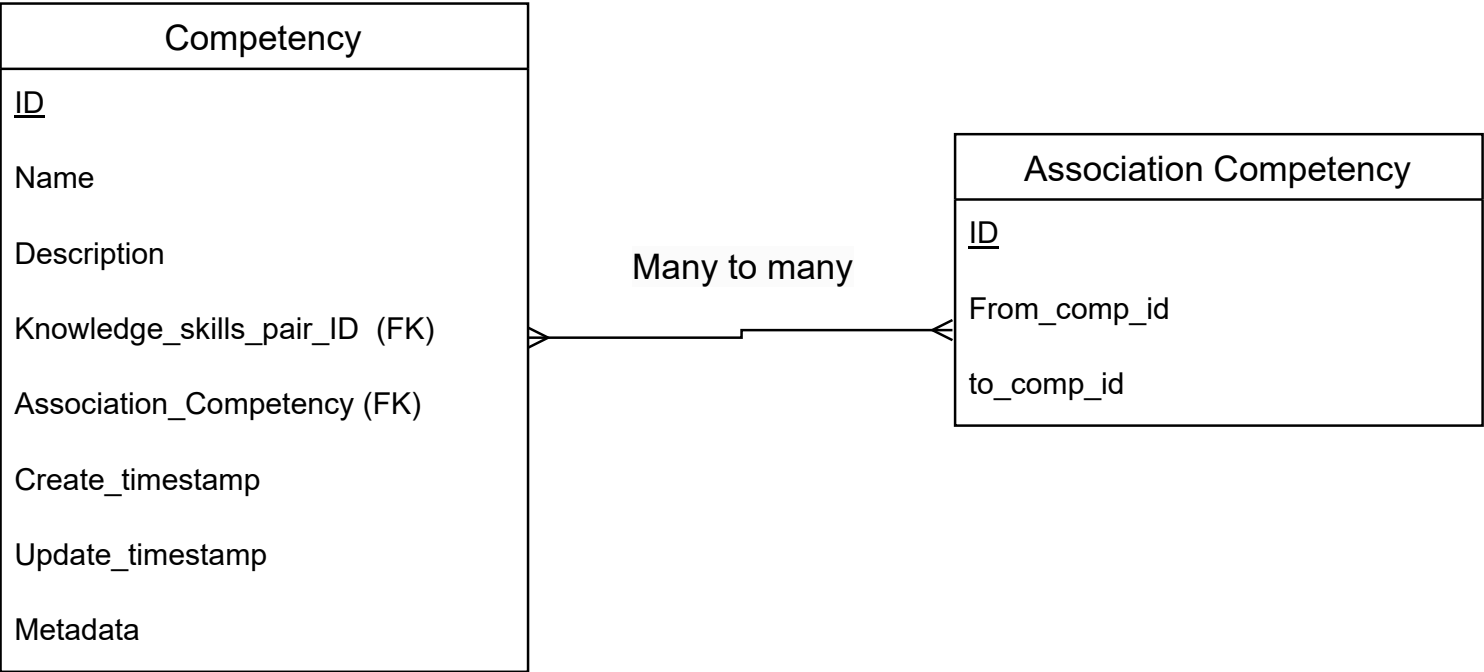 Competency
ID
Name
Description
Knowledge_skills_pair_ID  (FK)
Association_Competency (FK)
Create_timestamp
Update_timestamp
Metadata
Many to many
Association Competency
ID
From_comp_id
to_comp_id